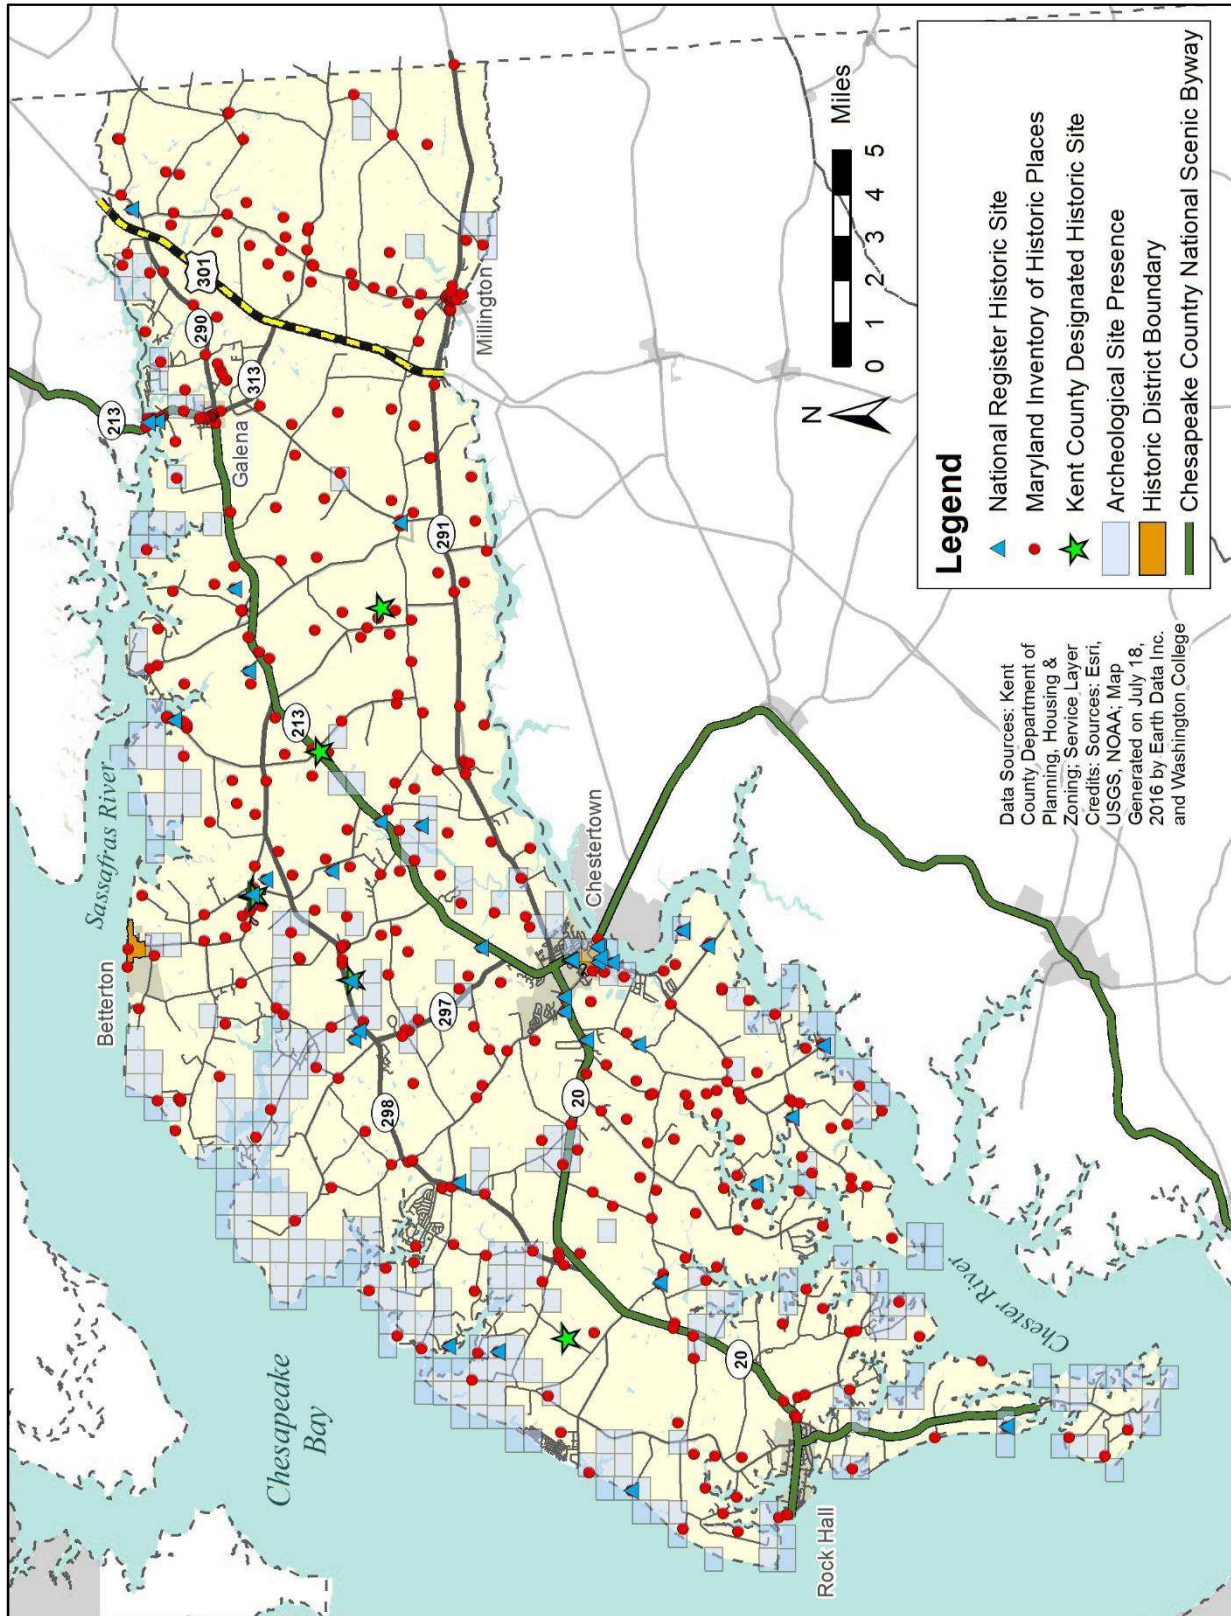 213
Sassafras River
Betterton
Chesapeake
Bay
301
290
313
Galena
Millington
291
213
297
298
20
Chestertown
20
Rock Hall
Chester River
N
0 1 2 3 4 5
Miles
Data Sources: Kent
County Department of
Planning, Housing &
Zoning; Service Layer
Credits: Sources: Esri,
USGS, NOAA; Map
Generated on July 18,
2016 by Earth Data Inc.
and Washington College
Legend
National Register Historic Site
Maryland Inventory of Historic Places
Kent County Designated Historic Site
Archeological Site Presence
Historic District Boundary
Chesapeake Country National Scenic Byway